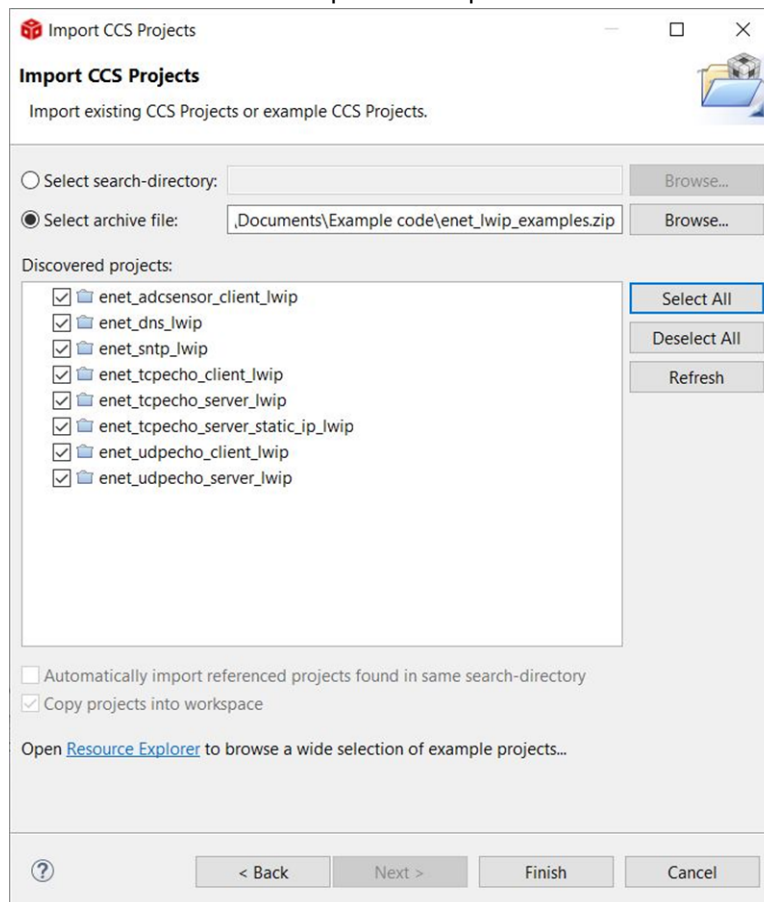 Import CCS Projects
Import CCS Projects
Import existing CCS Projects or example CCS Projects.
Select search-directory: Browse...
Select archive file: ,Documents\Example code\enet_lwip_examples.zip Browse...
Discovered projects:
enet_adcsensor_client_lwip Select All
enet_dns_lwip
enet_sntp_lwip Deselect All
enet_tcpecho_client_lwip Refresh
enet_tcpecho_server_lwip
enet_tcpecho_server_static_ip_lwip
enet_udpecho_client_lwip
enet_udpecho_server_lwip
Automatically import referenced projects found in same search-directory
Copy projects into workspace
Open Resource Explorer to browse a wide selection of example projects...
? < Back Next > Finish Cancel